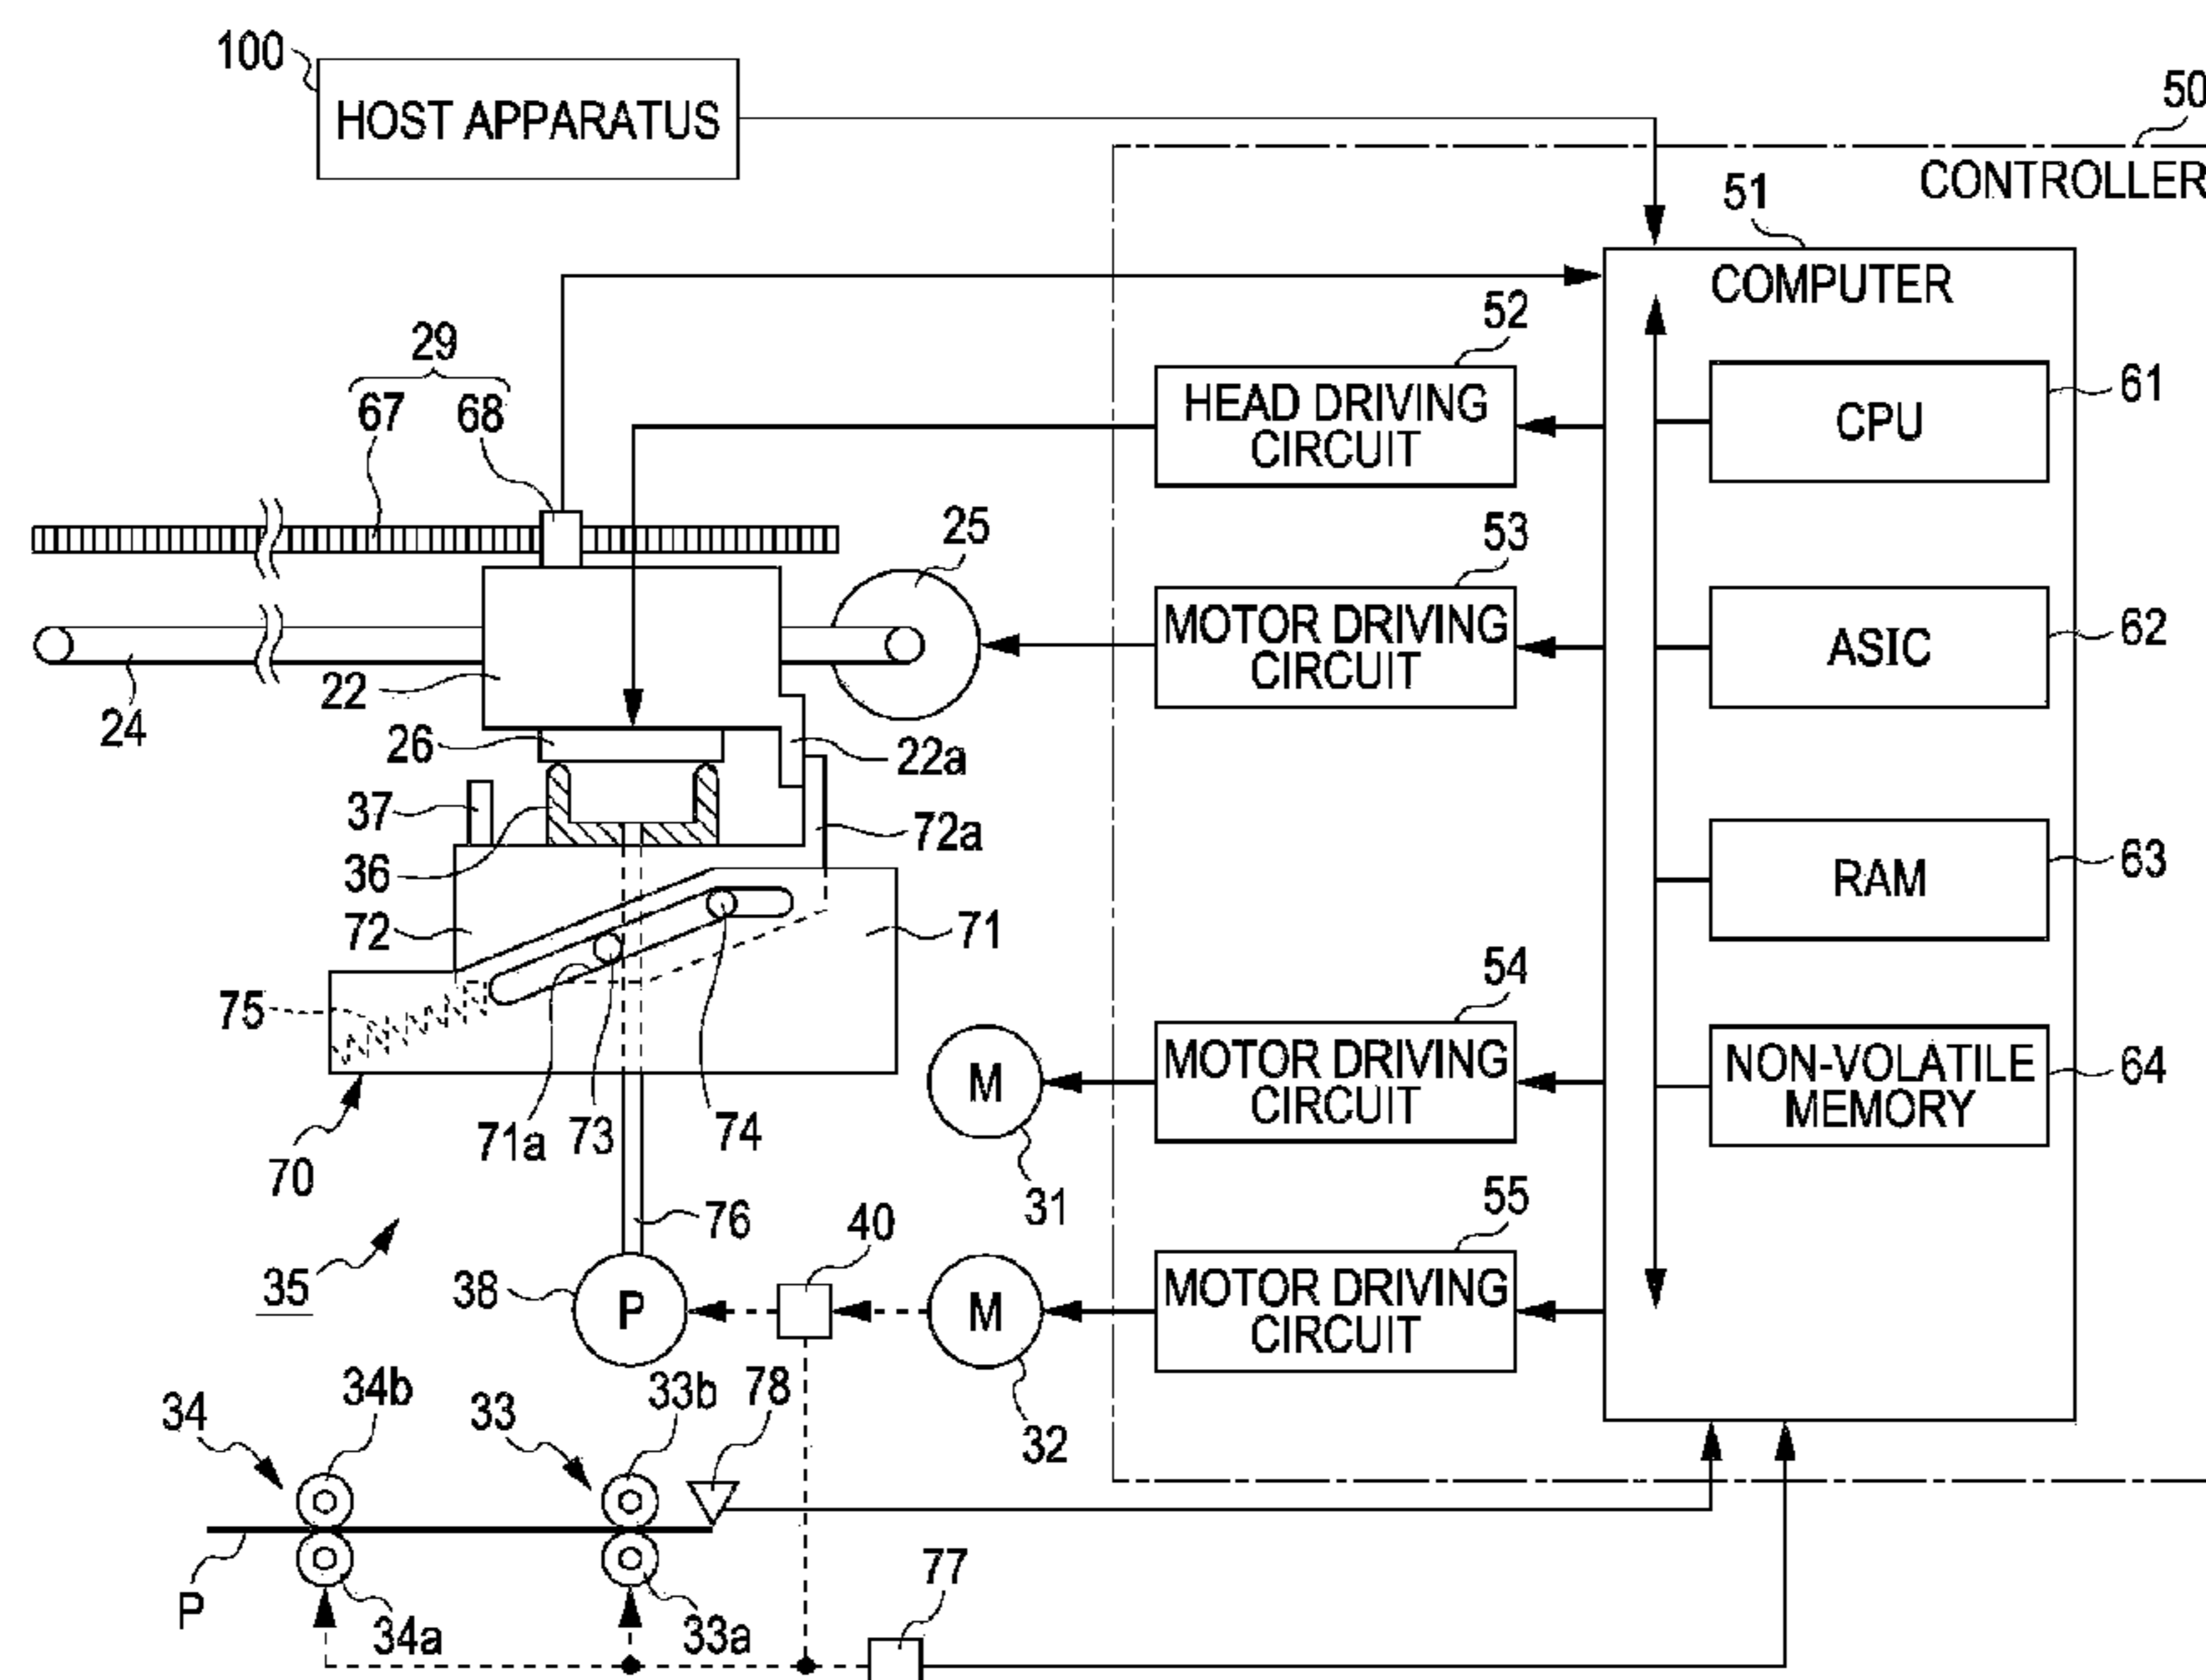 100
HOST APPARATUS
50
CONTROLLER
51
COMPUTER
52
HEAD DRIVING
CIRCUIT
61
CPU
29
67
68
25
53
MOTOR DRIVING
CIRCUIT
62
ASIC
24
22
26
22a
37
72a
36
63
RAM
72
71
75
54
MOTOR DRIVING
CIRCUIT
M
31
64
NON-VOLATILE
MEMORY
71a
73
74
70
76
40
55
35
38
P
M
32
MOTOR DRIVING
CIRCUIT
34
34b
33
33b
78
P
34a
33a
77